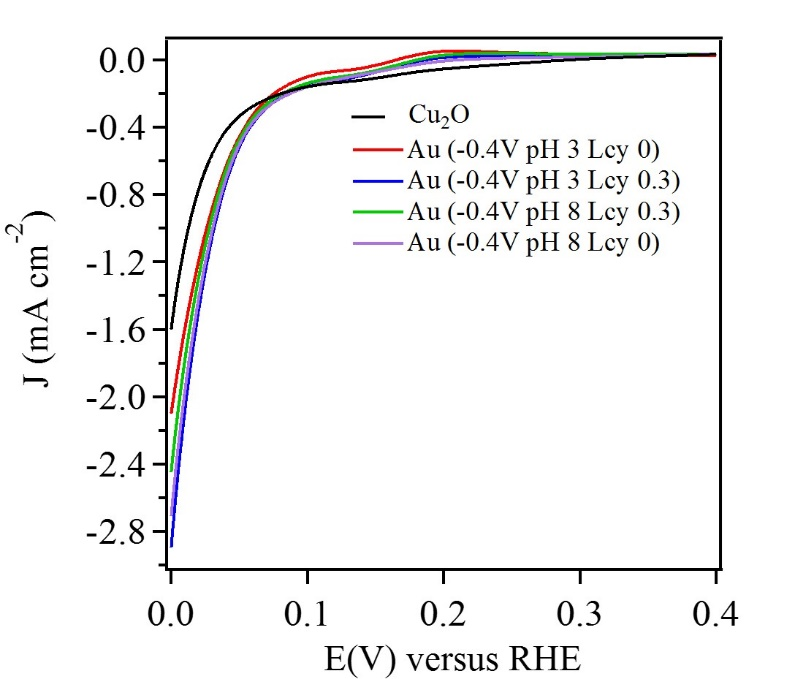 0.0
-0.4
-0.8
-1.2
-1.6
-2.0
-2.4
-2.8
J (mA cm⁻²)
Cu₂O
Au (-0.4V pH 3 Lcy 0)
Au (-0.4V pH 3 Lcy 0.3)
Au (-0.4V pH 8 Lcy 0.3)
Au (-0.4V pH 8 Lcy 0)
0.0 0.1 0.2 0.3 0.4
E(V) versus RHE